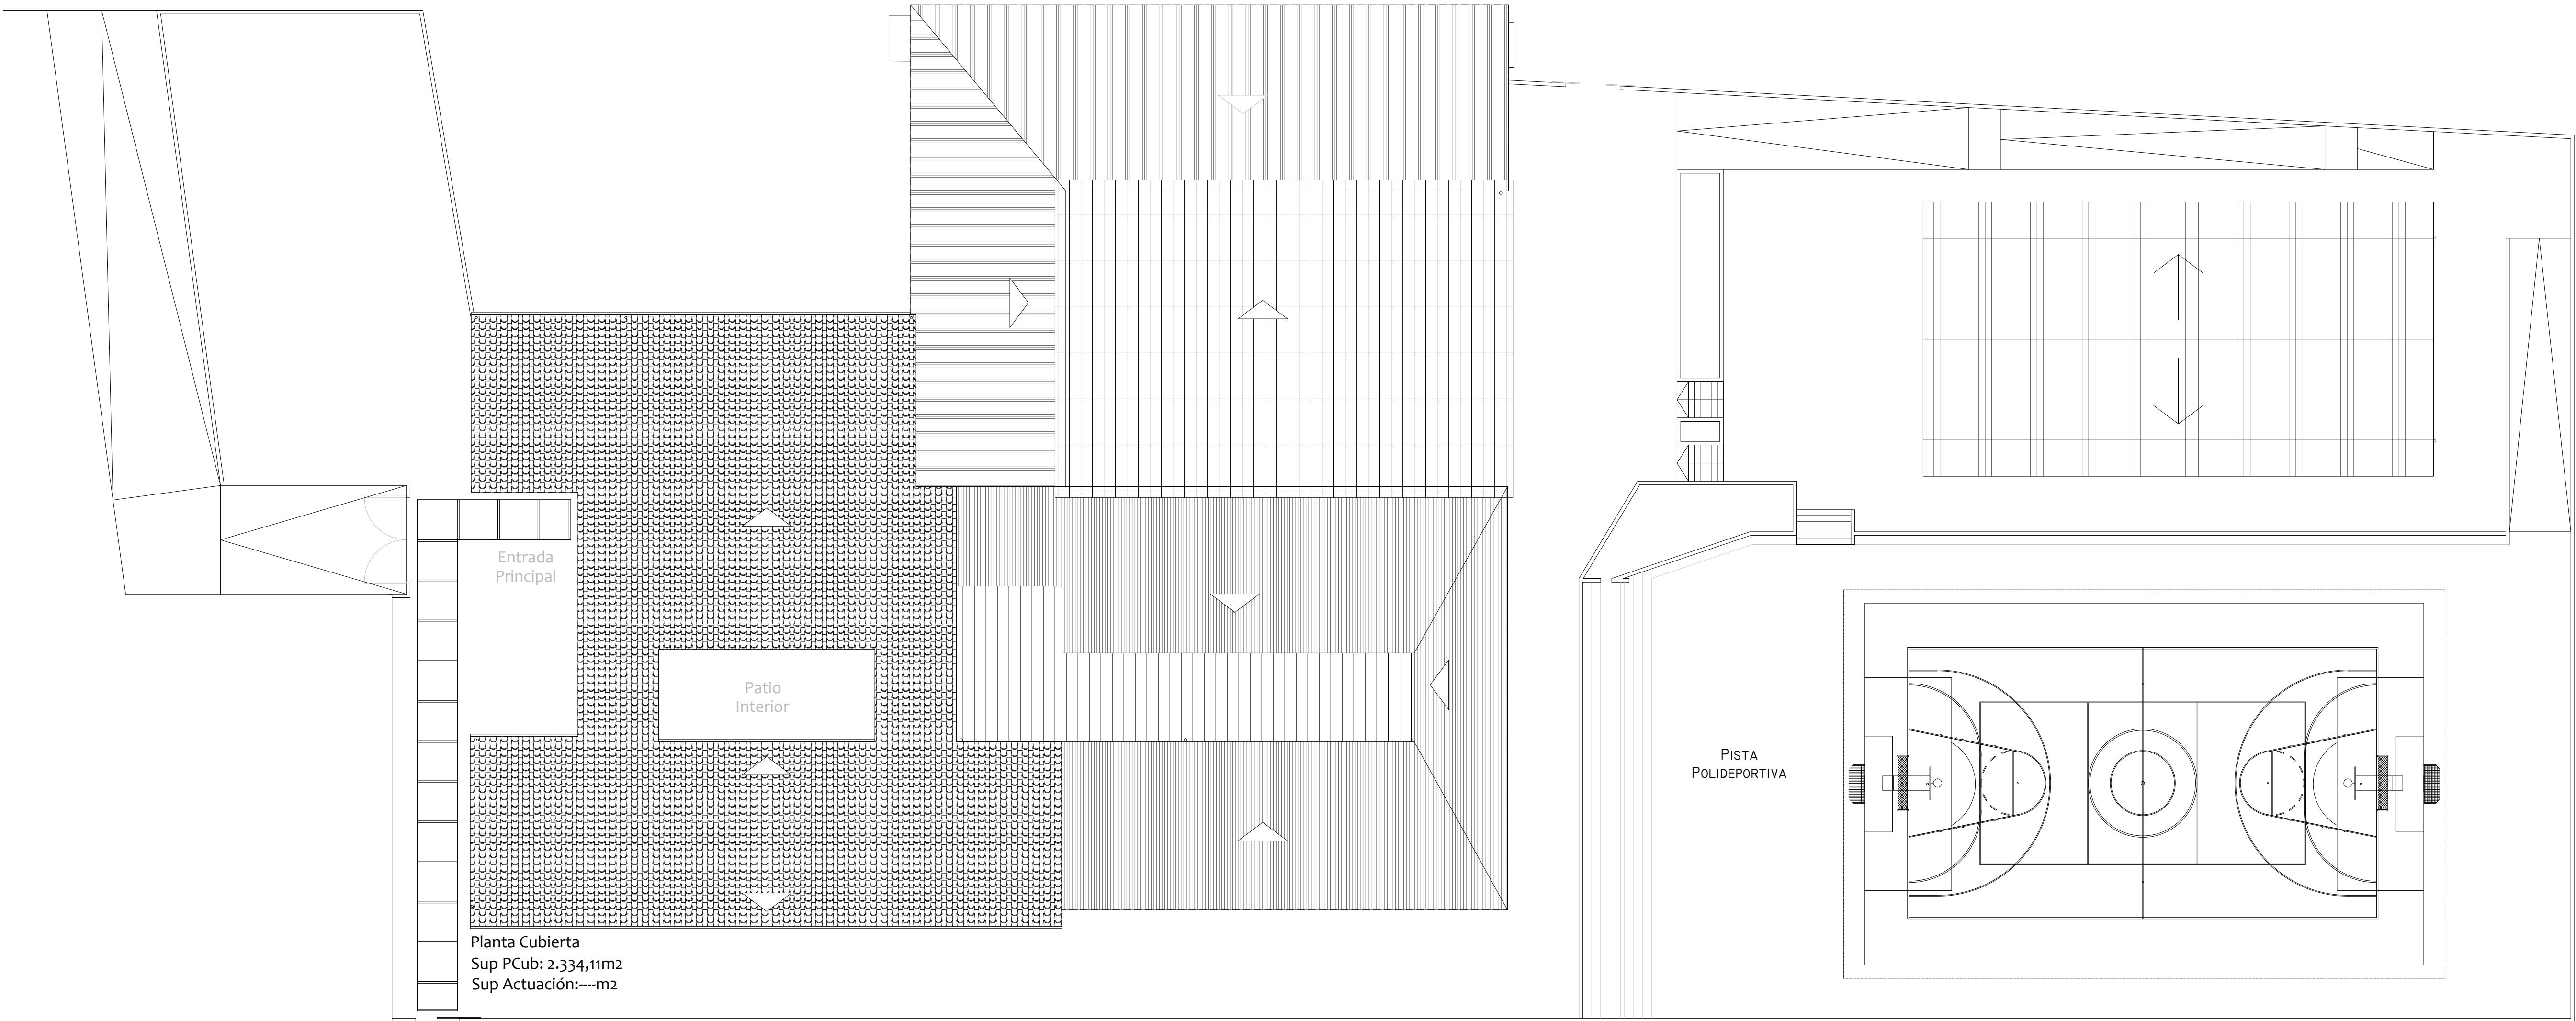 Entrada
Principal
Patio
Interior
PISTA
POLIDEPORTIVA
Planta Cubierta
Sup PCub: 2.334,11m2
Sup Actuación:----m2